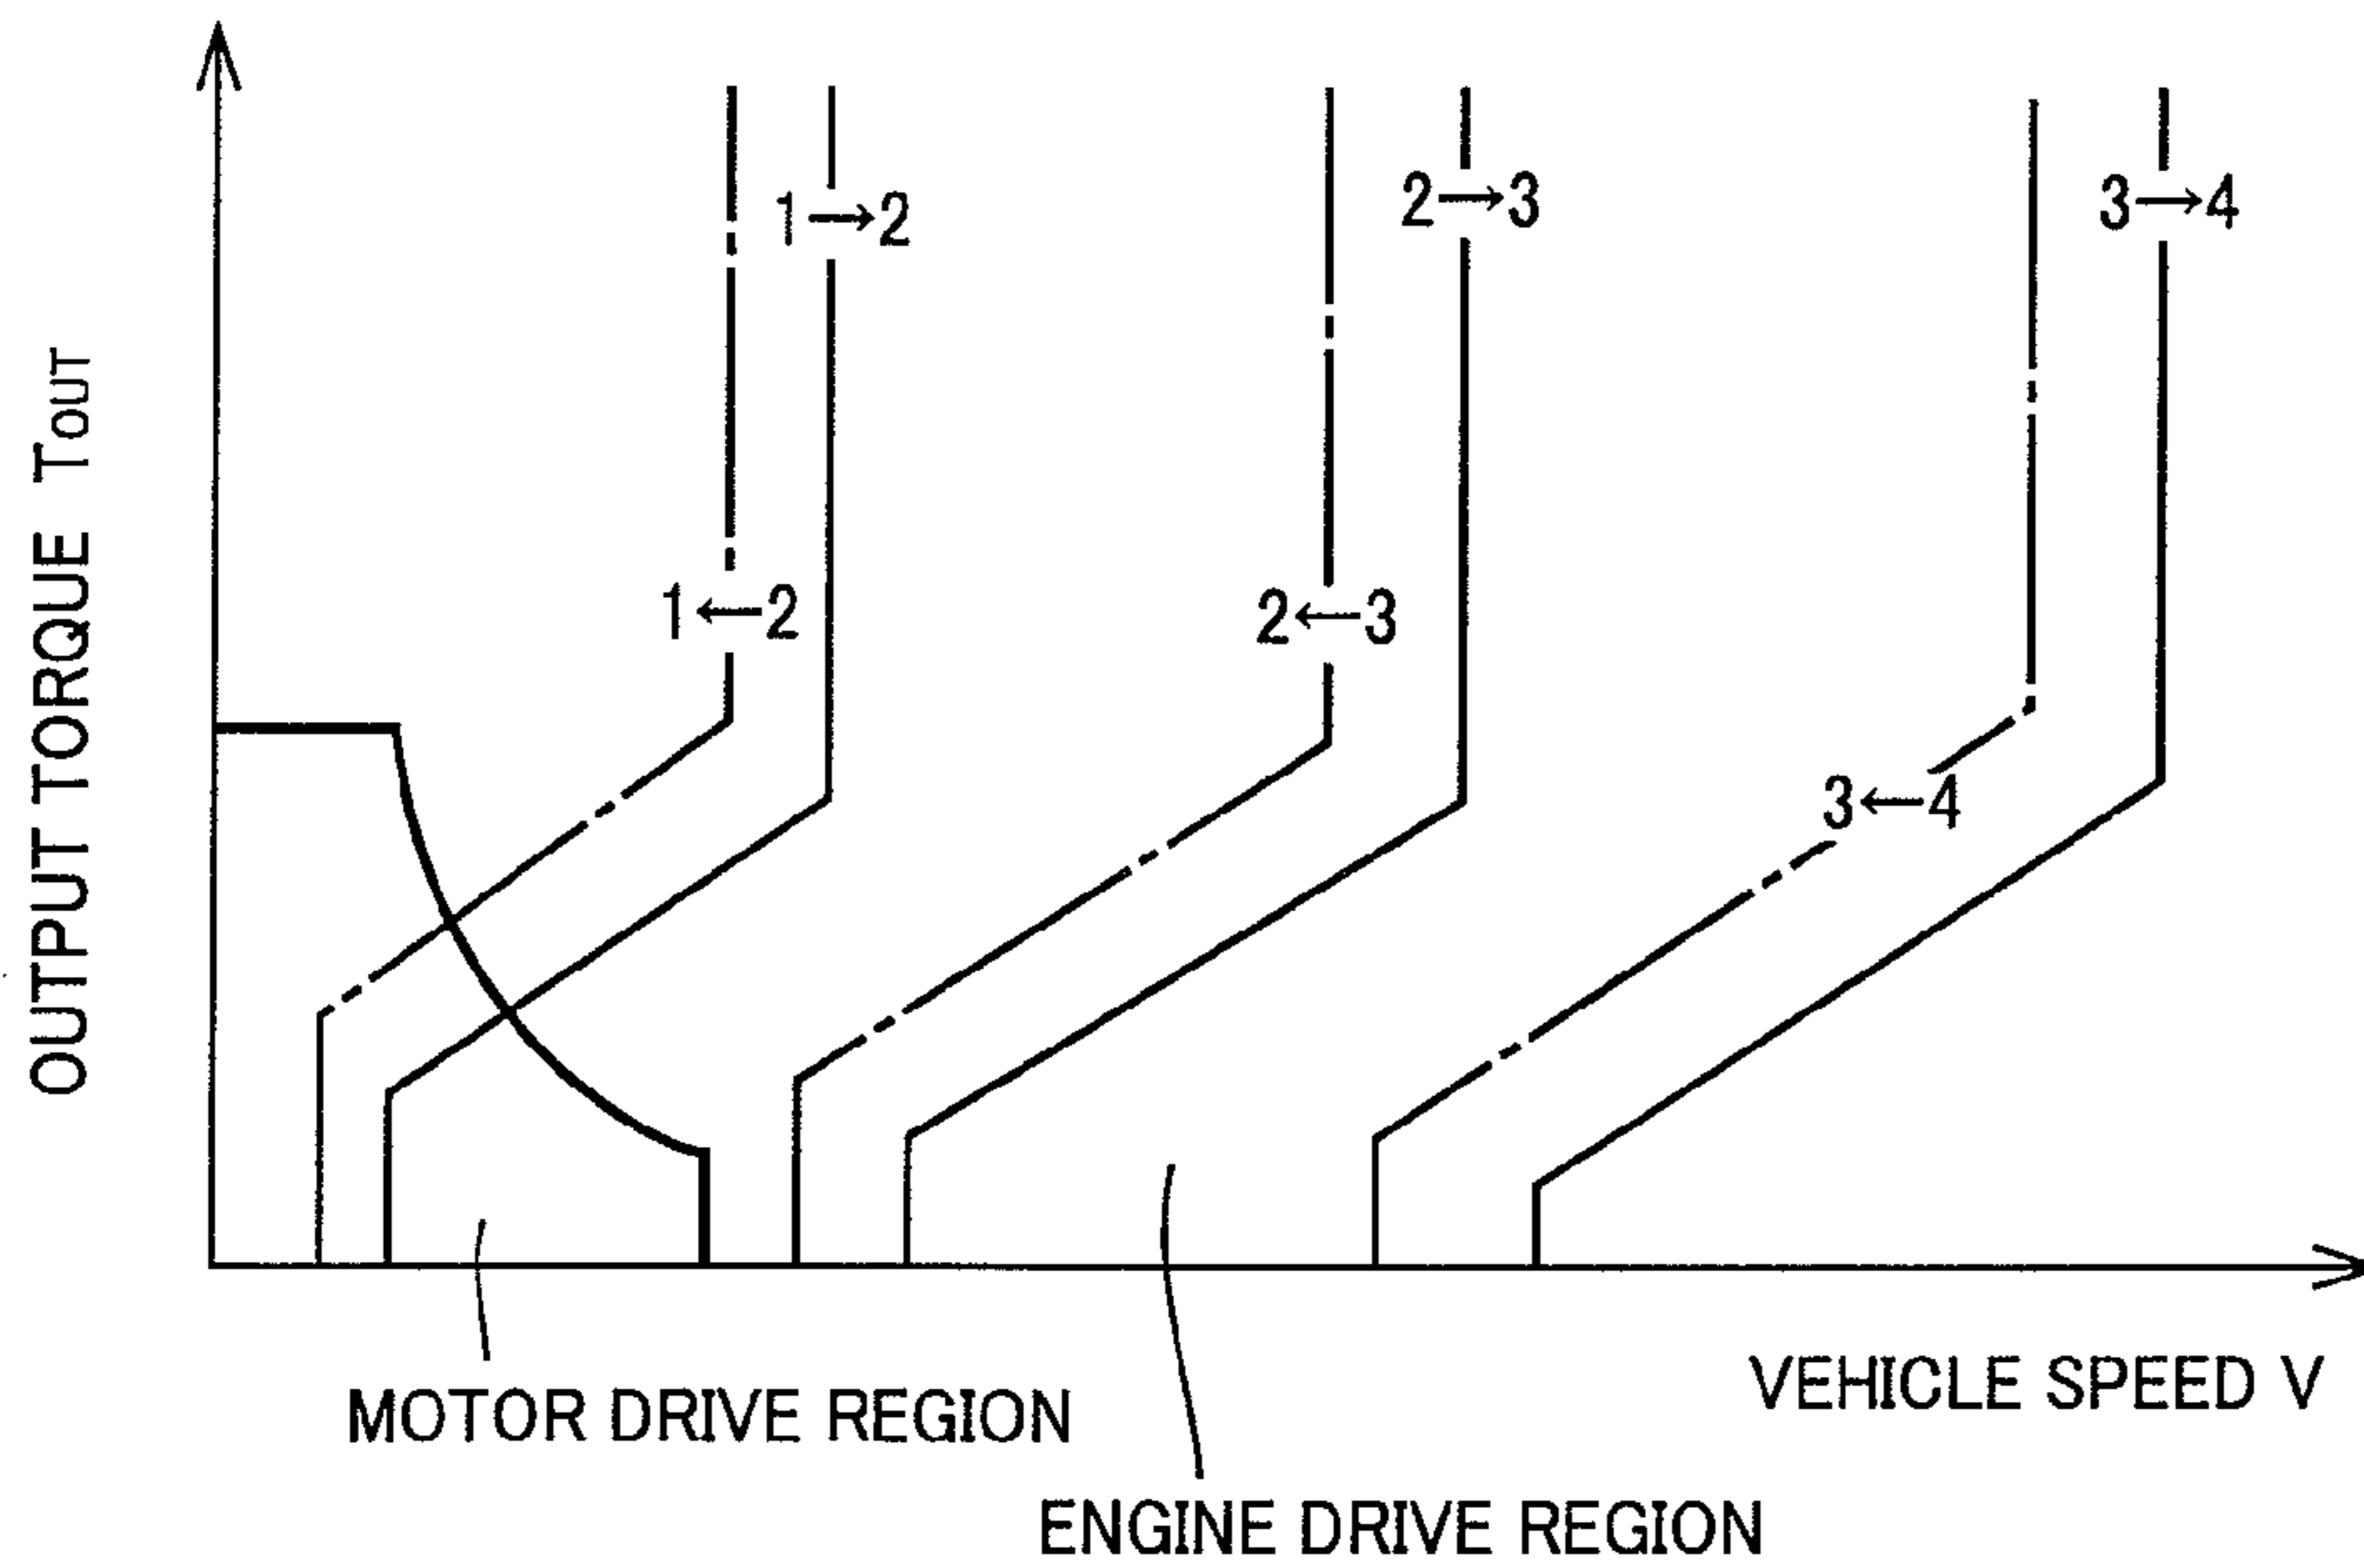 1→2
2→3
3→4
1←2
2←3
3←4
OUTPUT TORQUE TOUT
VEHICLE SPEED V
MOTOR DRIVE REGION
ENGINE DRIVE REGION